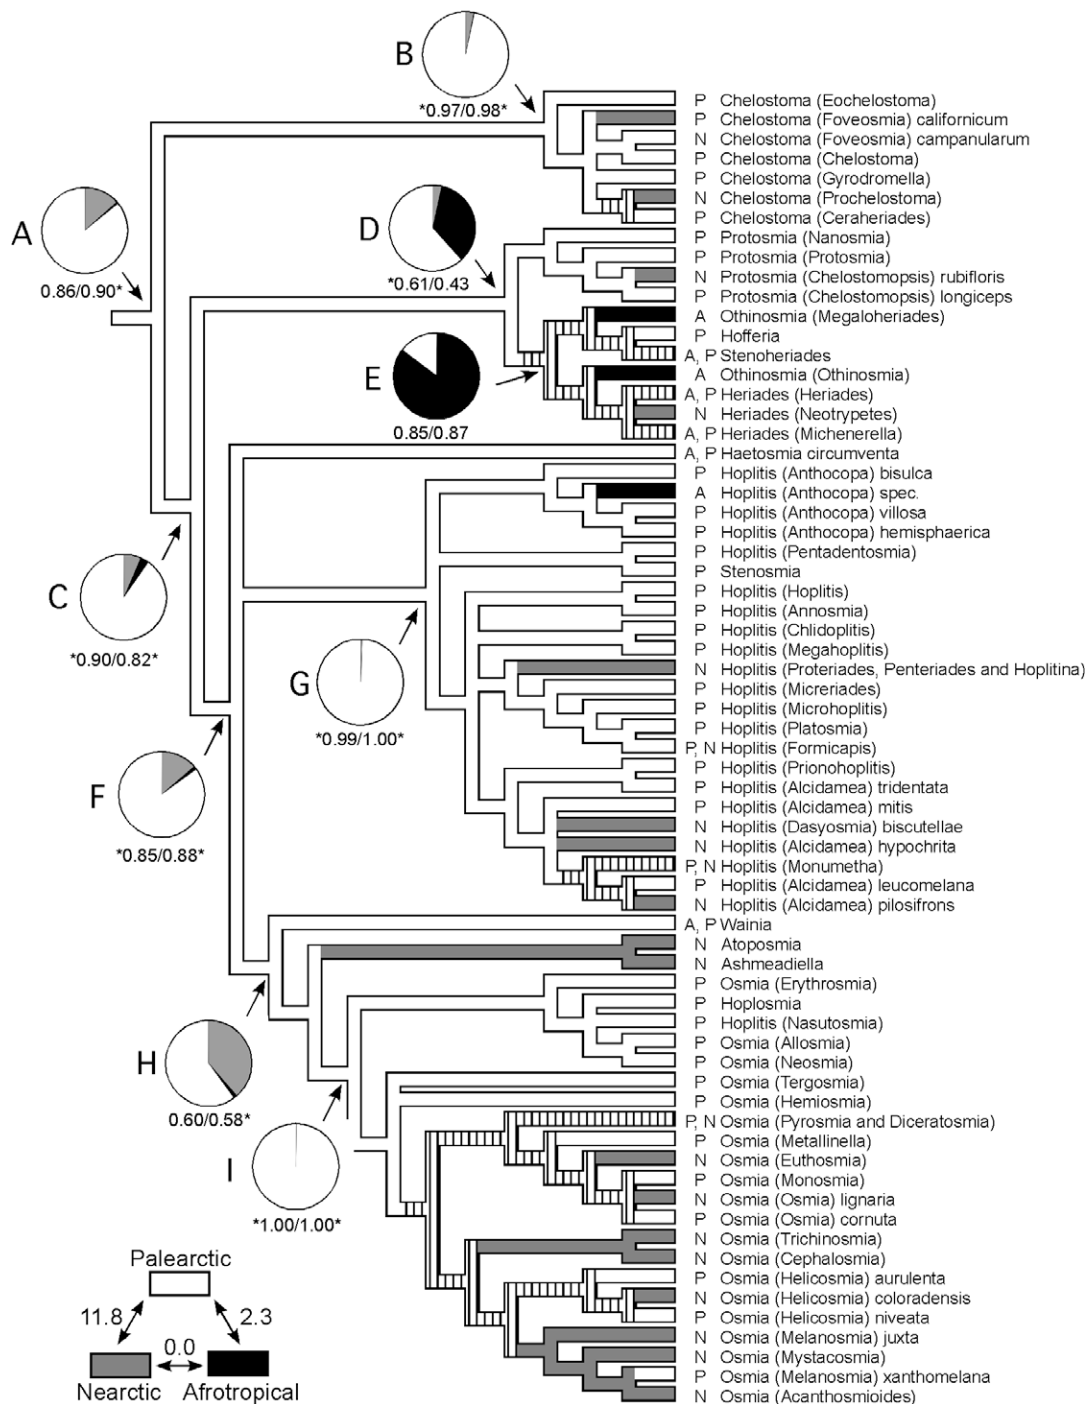 B
*0.97/0.98*
A
0.86/0.90*
D
*0.61/0.43
E
0.85/0.87
C
*0.90/0.82*
G
*0.99/1.00*
F
*0.85/0.88*
H
0.60/0.58*
I
*1.00/1.00*
P Chelostoma (Eochelostoma)
P Chelostoma (Foveosmia) californicum
N Chelostoma (Foveosmia) campanularum
P Chelostoma (Chelostoma)
P Chelostoma (Gyrodromella)
N Chelostoma (Prochelostoma)
P Chelostoma (Ceraheriades)
P Protosmia (Nanosmia)
P Protosmia (Protosmia)
N Protosmia (Chelostomopsis) rubifloris
P Protosmia (Chelostomopsis) longiceps
A Othinosmia (Megaloheriades)
P Hofferia
A, P Stenoheriades
A Othinosmia (Othinosmia)
A, P Heriades (Heriades)
N Heriades (Neotrypetes)
A, P Heriades (Michenerella)
A, P Haetosmia circumventa
P Hoplitis (Anthocopa) bisulca
A Hoplitis (Anthocopa) spec.
P Hoplitis (Anthocopa) villosa
P Hoplitis (Anthocopa) hemisphaerica
P Hoplitis (Pentadentosmia)
P Stenosmia
P Hoplitis (Hoplitis)
P Hoplitis (Annosmia)
P Hoplitis (Chlidoplitis)
P Hoplitis (Megahoplitis)
N Hoplitis (Proteriades, Penteriades and Hoplitina)
P Hoplitis (Micreriades)
P Hoplitis (Microhoplitis)
P Hoplitis (Platosmia)
P, N Hoplitis (Formicapis)
P Hoplitis (Prionohoplitis)
P Hoplitis (Alcidamea) tridentata
P Hoplitis (Alcidamea) mitis
N Hoplitis (Dasyosmia) biscutellae
N Hoplitis (Alcidamea) hypochrita
P, N Hoplitis (Monumetha)
P Hoplitis (Alcidamea) leucomelana
N Hoplitis (Alcidamea) pilosifrons
A, P Wainia
N Atoposmia
N Ashmeadiella
P Osmia (Erythrosmia)
P Hoplosmia
P Hoplitis (Nasutosmia)
P Osmia (Allosmia)
P Osmia (Neosmia)
P Osmia (Tergosmia)
P Osmia (Hemiosmia)
P, N Osmia (Pyrosmia and Diceratosmia)
P Osmia (Metallinella)
N Osmia (Euthosmia)
P Osmia (Monosmia)
N Osmia (Osmia) lignaria
P Osmia (Osmia) cornuta
N Osmia (Trichinosmia)
N Osmia (Cephalosmia)
P Osmia (Helicosmia) aurulenta
N Osmia (Helicosmia) coloradensis
P Osmia (Helicosmia) niveata
N Osmia (Melanosmia) juxta
N Osmia (Mystacosmia)
P Osmia (Melanosmia) xanthomelana
N Osmia (Acanthosmioides)
Palearctic
11.8
2.3
0.0
Nearctic
Afrotropical